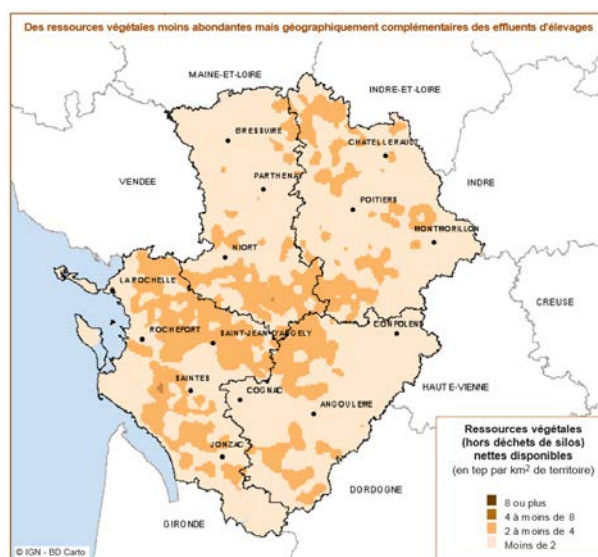 Des ressources végétales moins abondantes mais géographiquement complémentaires des effluents d'élevages
MAINE-ET-LOIRE
INDRE-ET-LOIRE
BRESSUIRE
CHATELLERAULT
PARTHENAY
VENDEE
INDRE
POITIERS
MONTMORILLON
NIORT
LA ROCHELLE
CREUSE
ROCHEFORT
SAINT-JEAN-D'ANGELY
CONFOLENS
SAINTES
COGNAC
HAUTE-VIENNE
ANGOULEME
JONZAC
DORDOGNE
GIRONDE
Ressources végétales
(hors déchets de silos)
nettes disponibles
(en tep par km² de territoire)
8 ou plus
4 à moins de 8
2 à moins de 4
Moins de 2
© IGN - BD Carto